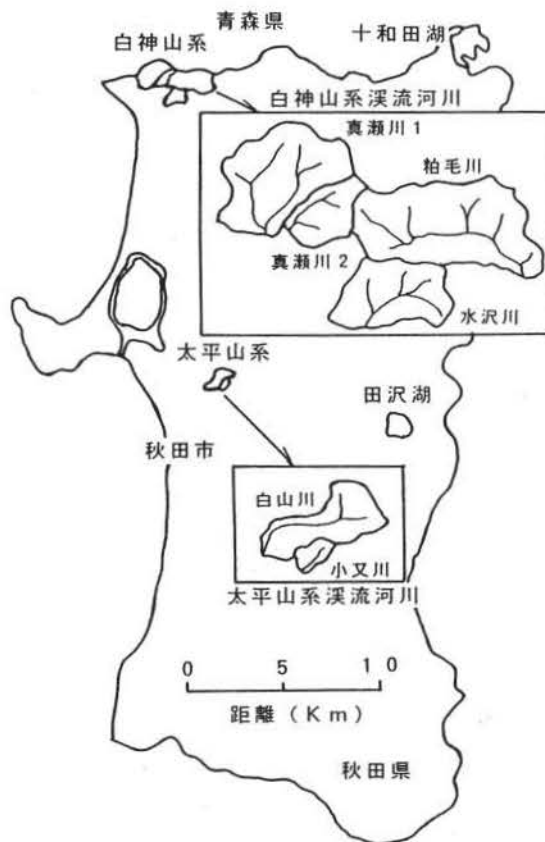 青森県
十和田湖
白神山系
白神山系渓流河川
真瀬川1
粕毛川
真瀬川2
水沢川
太平山系
田沢湖
秋田市
白山川
小又川
太平山系渓流河川
0 5 10
距離(Km)
秋田県